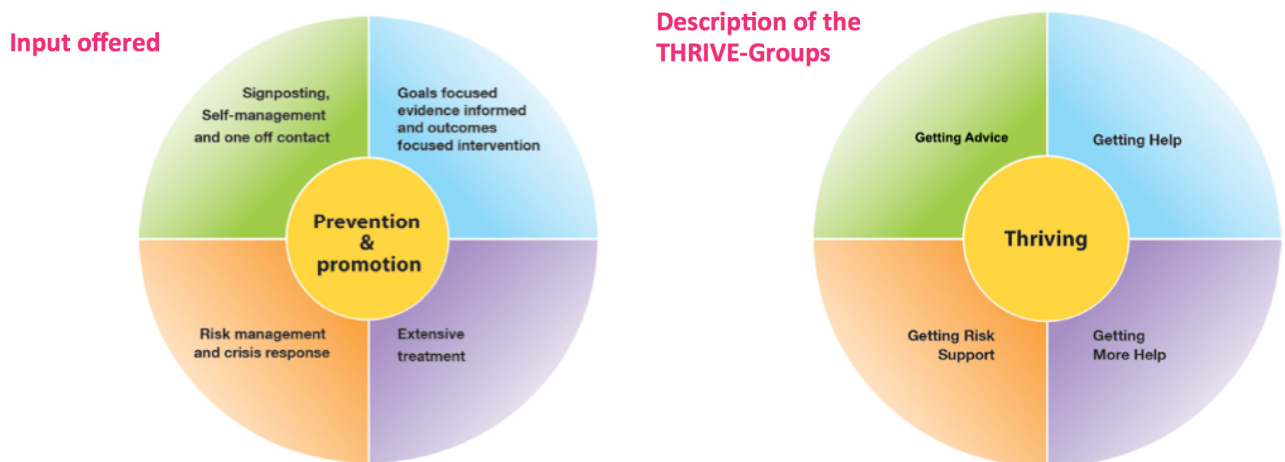 Input offered
Signposting,
Self-management
and one off contact
Goals focused
evidence informed
and outcomes
focused intervention
Prevention
&
promotion
Risk management
and crisis response
Extensive
treatment
Description of the
THRIVE-Groups
Getting Advice
Getting Help
Thriving
Getting Risk
Support
Getting
More Help